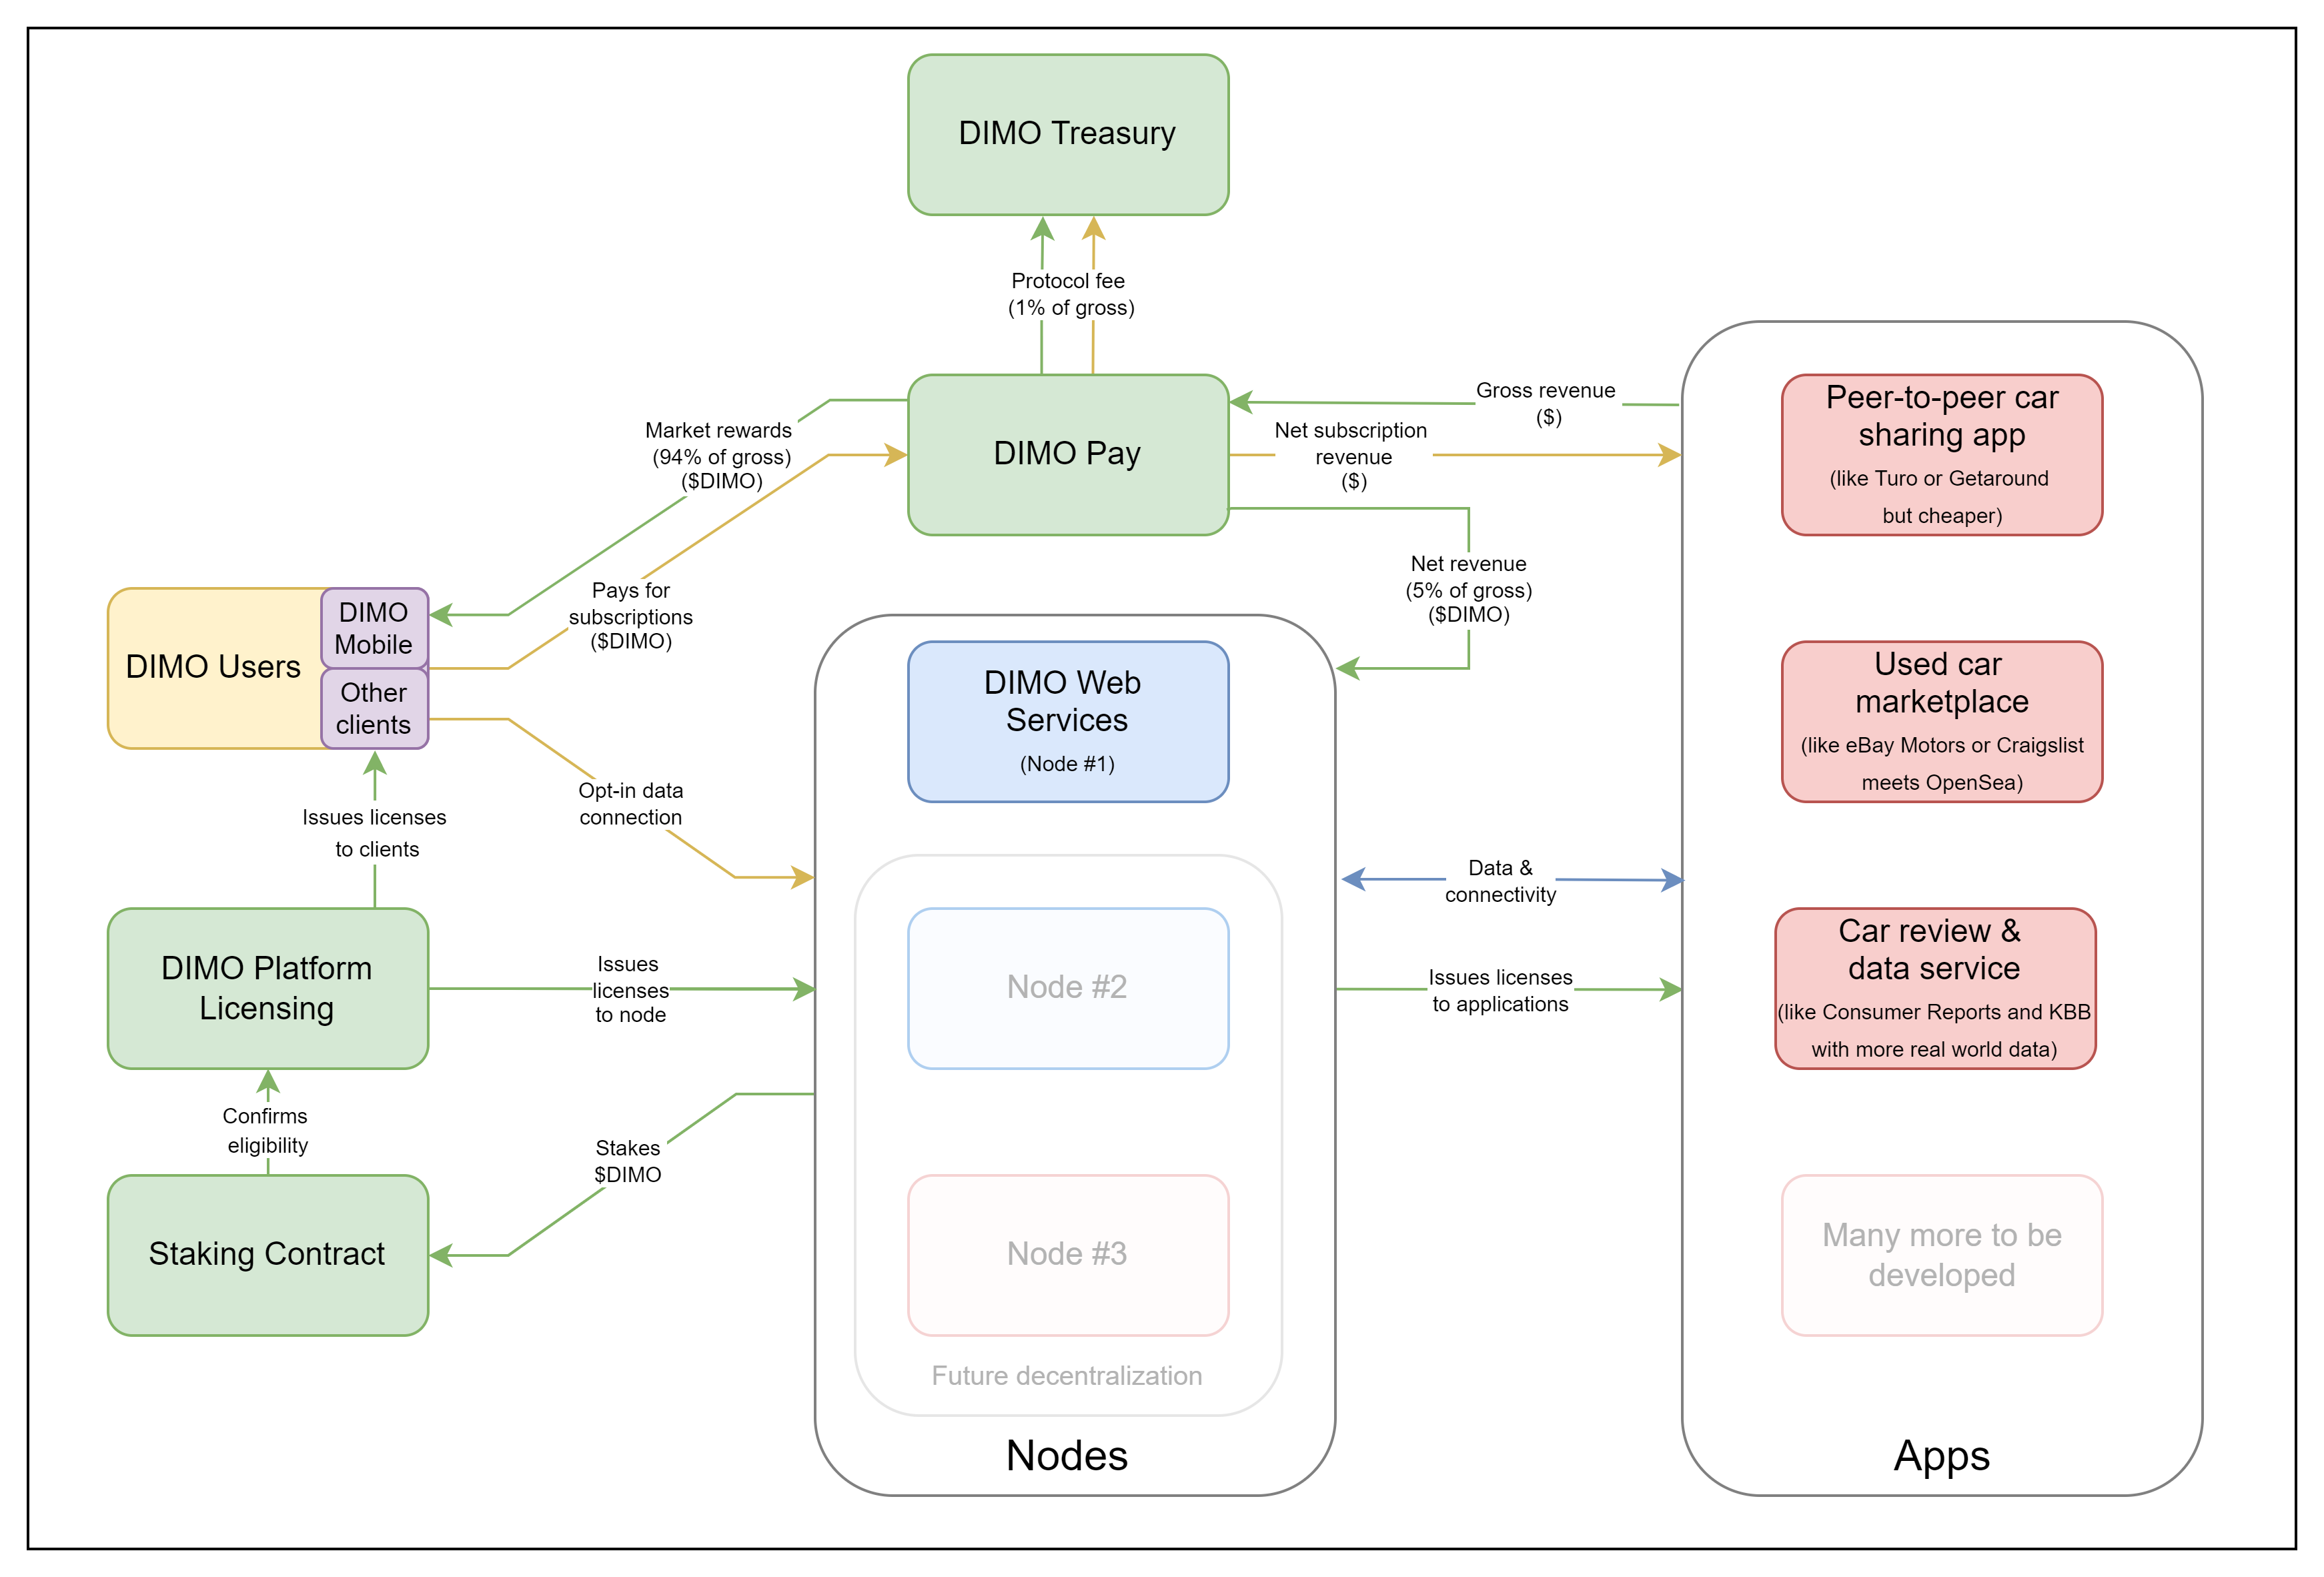 DIMO Treasury
Protocol fee
(1% of gross)
DIMO Pay
Market rewards
(94% of gross)
($DIMO)
Pays for
subscriptions
($DIMO)
Gross revenue
($)
Net subscription
revenue
($)
Net revenue
(5% of gross)
($DIMO)
DIMO Users
DIMO
Mobile
Other
clients
Opt-in data
connection
Issues licenses
to clients
DIMO Platform
Licensing
Issues
licenses
to node
Confirms
eligibility
Staking Contract
Stakes
$DIMO
DIMO Web
Services
(Node #1)
Node #2
Node #3
Future decentralization
Nodes
Data &
connectivity
Issues licenses
to applications
Peer-to-peer car
sharing app
(like Turo or Getaround
but cheaper)
Used car
marketplace
(like eBay Motors or Craigslist
meets OpenSea)
Car review &
data service
(like Consumer Reports and KBB
with more real world data)
Many more to be
developed
Apps